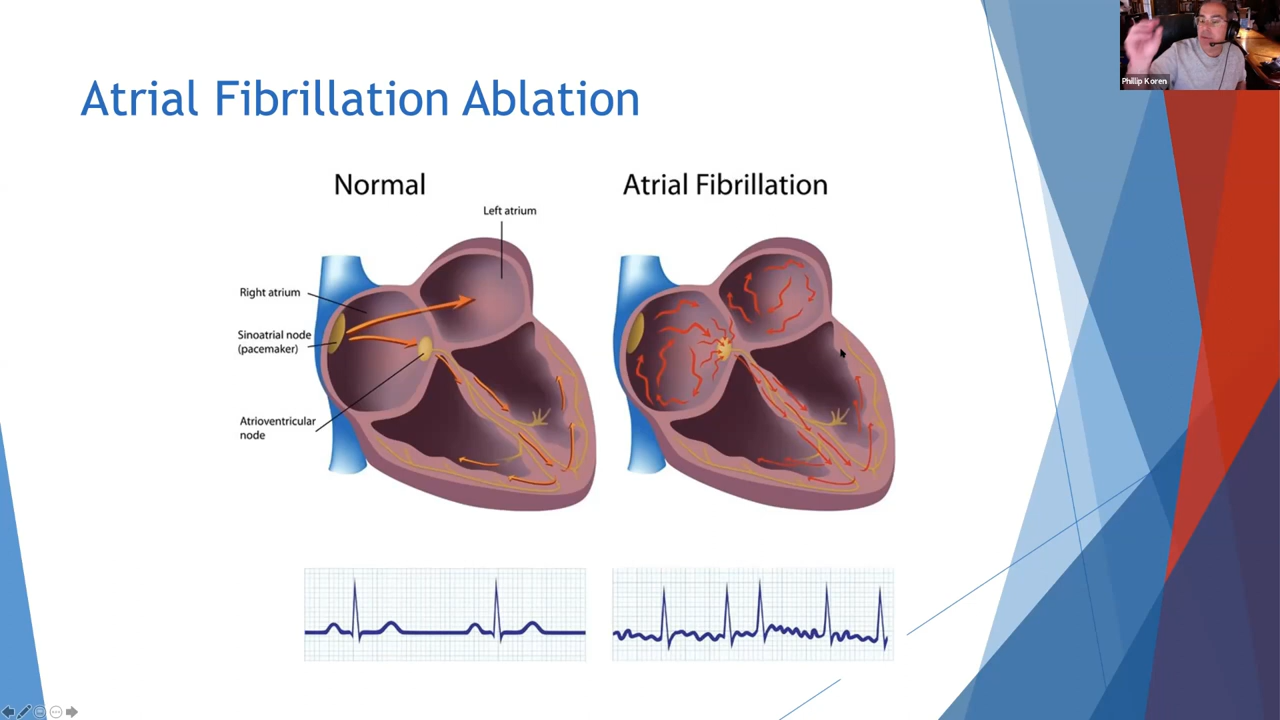 Phillip Koren
Atrial Fibrillation Ablation
Normal
Atrial Fibrillation
Left atrium
Right atrium
Sinoatrial node
(pacemaker)
Atrioventricular
node